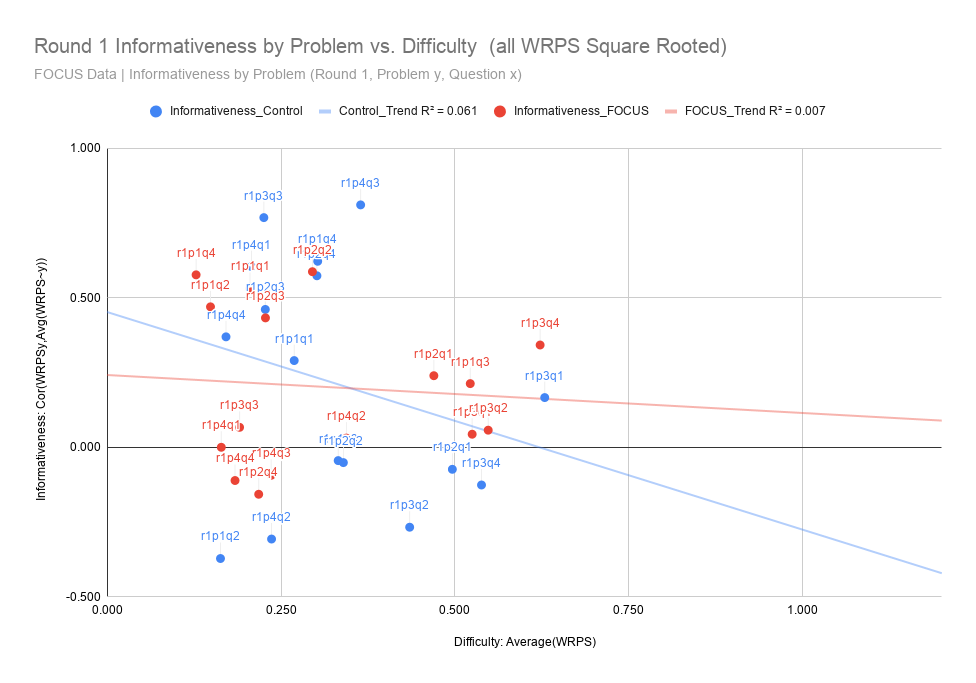 Round 1 Informativeness by Problem vs. Difficulty (all WRPS Square Rooted)
FOCUS Data | Informativeness by Problem (Round 1, Problem y, Question x)
Informativeness_Control Control_Trend R² = 0.061 Informativeness_FOCUS FOCUS_Trend R² = 0.007
Informativeness: Cor(WRPSy,Avg(WRPS~y))
1.000
r1p4q3
r1p3q3
r1p1q4
r1p4q1
r1p2q2
r1p1q4
r1p1q1
r1p1q2
r1p2q3
r1p2q3
0.500
r1p4q4
r1p3q4
r1p1q1
r1p2q1
r1p1q3
r1p3q1
r1p3q3
r1p3q2
r1p4q2
r1p4q1
0.000
r1p2q2
r1p2q1
r1p4q3
r1p4q4
r1p3q4
r1p2q4
r1p3q2
r1p4q2
r1p1q2
-0.500
0.000 0.250 0.500 0.750 1.000
Difficulty: Average(WRPS)